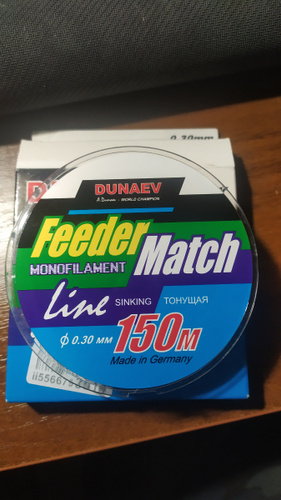 0.30mm
DUNAEV
WORLD CHAMPION
Feeder
MONOFILAMENT Match
Line SINKING ТОНУЩАЯ
ϕ 0.30 мм 150м
Made in Germany